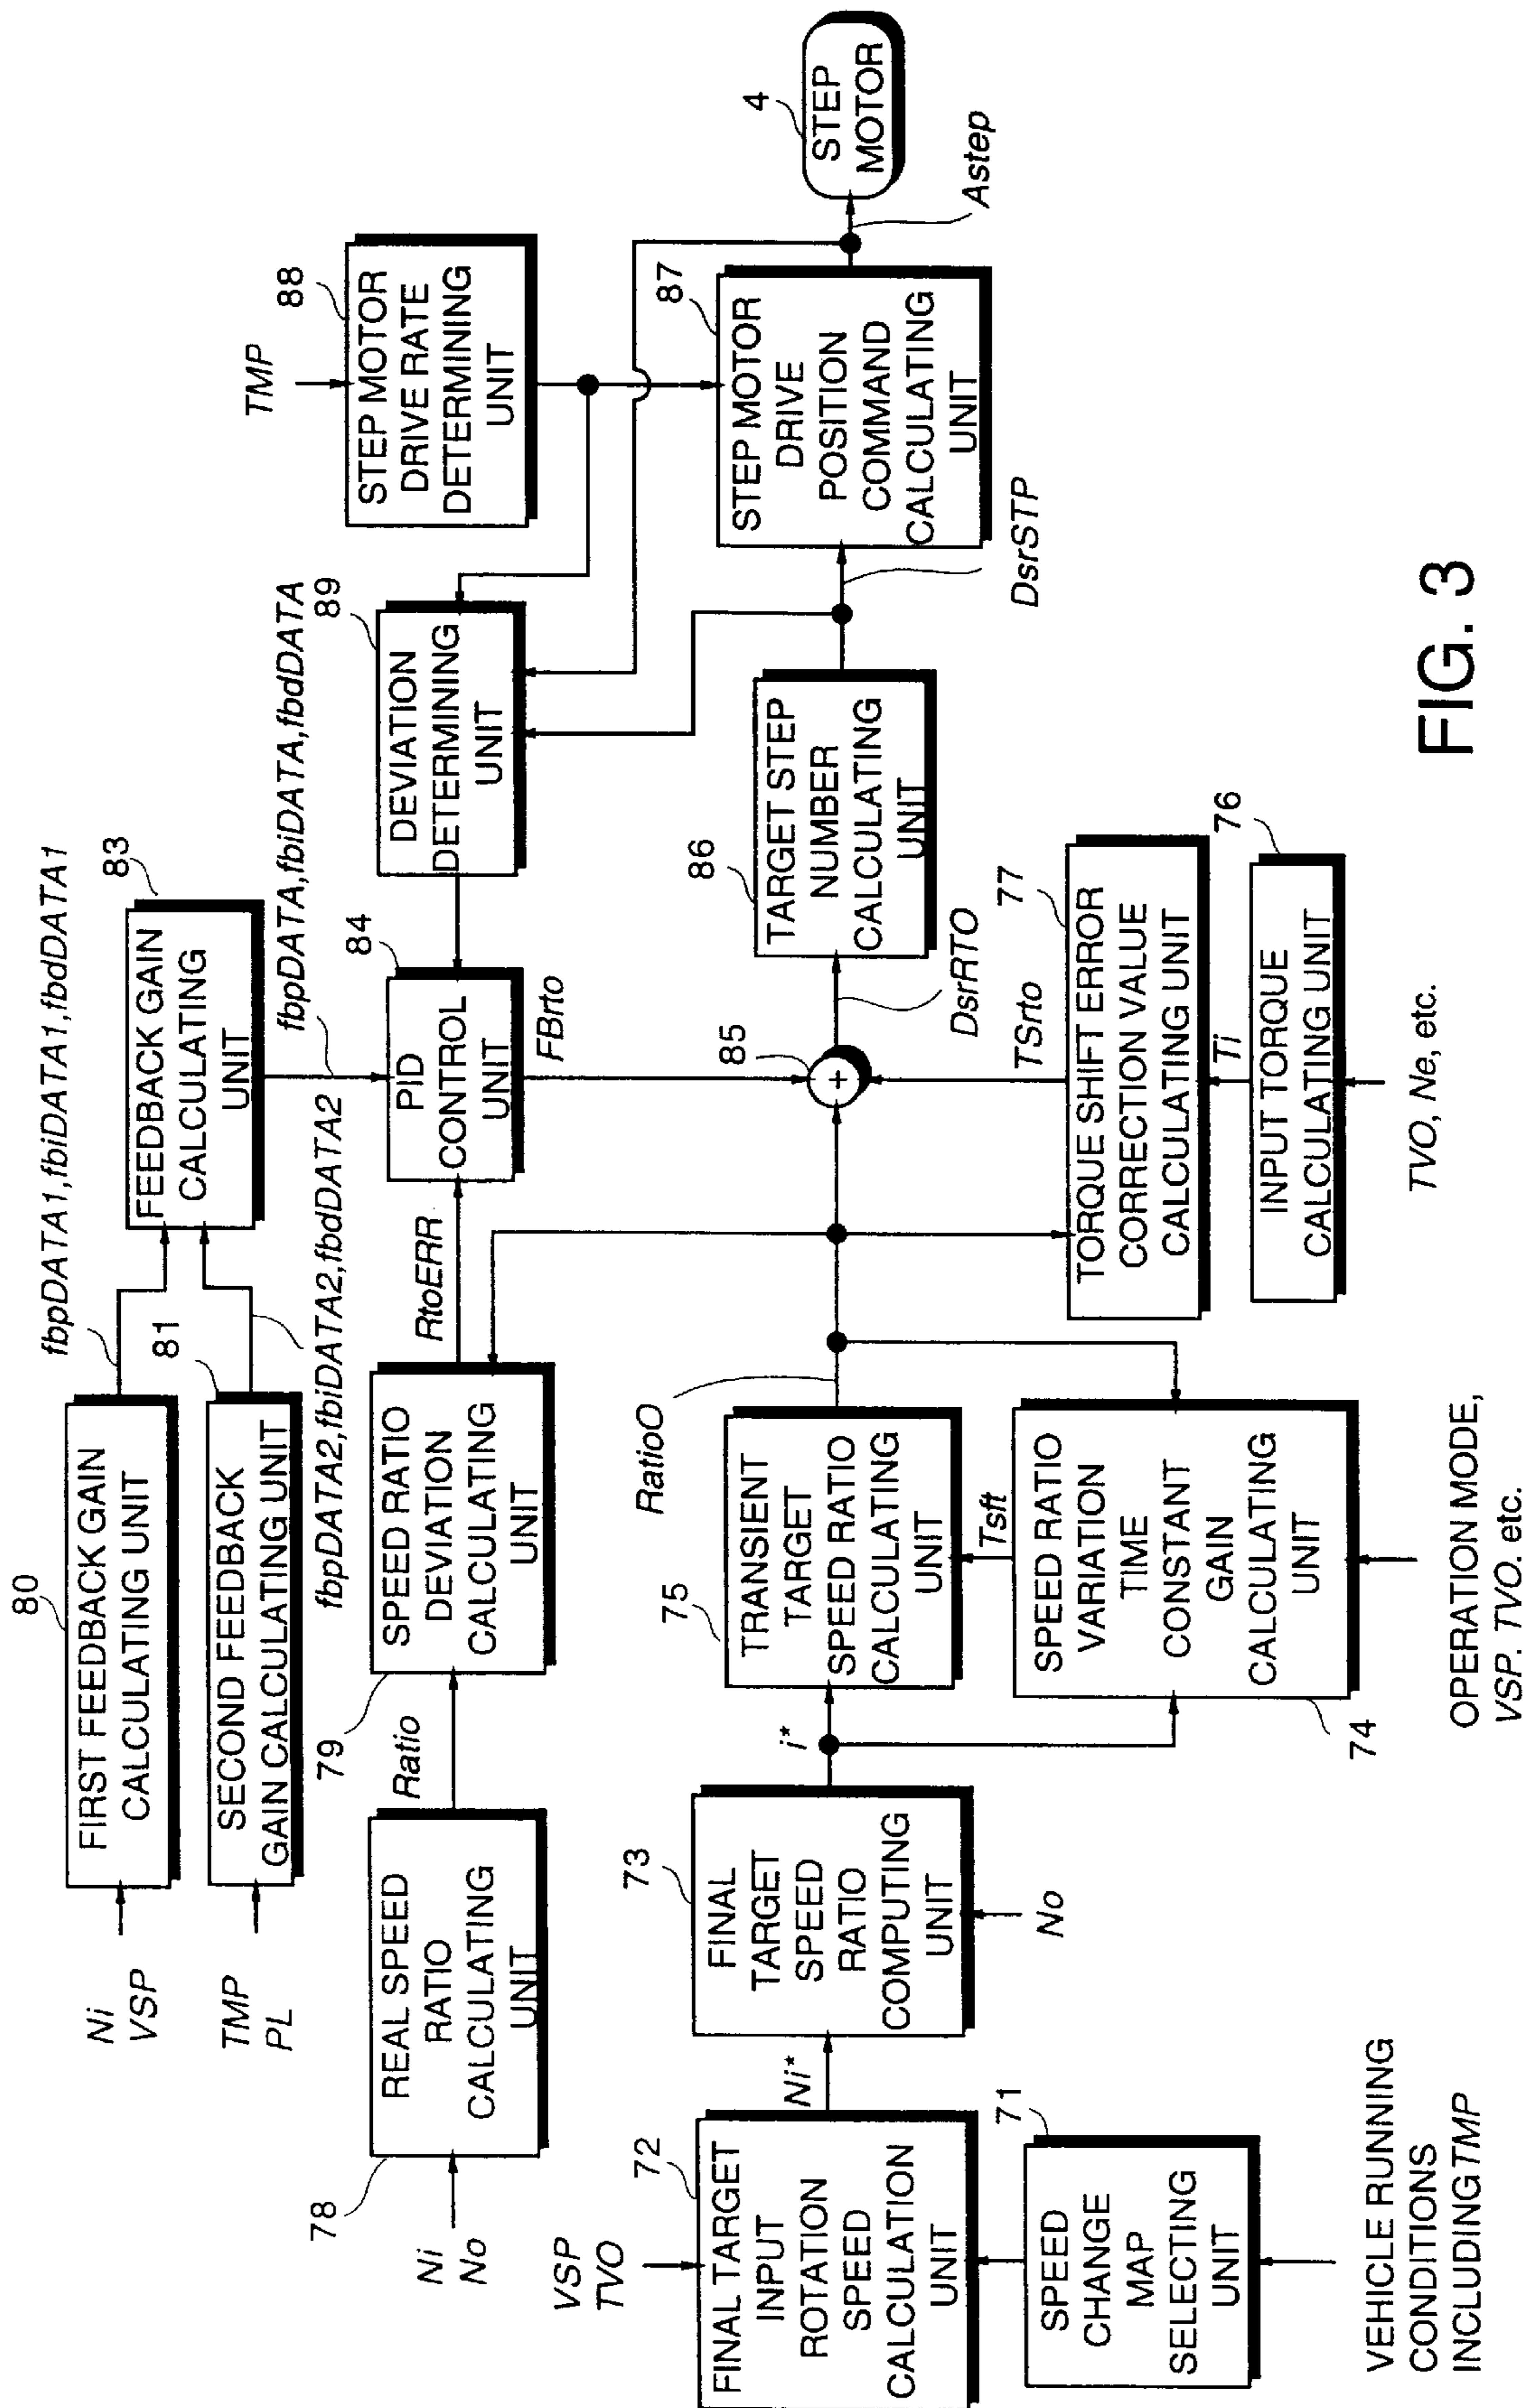 80
FIRST FEEDBACK GAIN
CALCULATING UNIT
Ni
VSP
fbpDATA1,fbiDATA1,fbdDATA1
81
SECOND FEEDBACK
GAIN CALCULATING UNIT
TMP
PL
fbpDATA2,fbiDATA2,fbdDATA2
83
FEEDBACK GAIN
CALCULATING
UNIT
fbpDATA,fbiDATA,fbdDATA
78
REAL SPEED
RATIO
CALCULATING
UNIT
Ni
No
Ratio
79
SPEED RATIO
DEVIATION
CALCULATING
UNIT
RtoERR
84
PID
CONTROL
UNIT
FBrto
89
DEVIATION
DETERMINING
UNIT
TMP
88
STEP MOTOR
DRIVE RATE
DETERMINING
UNIT
VSP
TVO
72
FINAL TARGET
INPUT
ROTATION
SPEED
CALCULATION
UNIT
Ni*
71
SPEED
CHANGE
MAP
SELECTING
UNIT
VEHICLE RUNNING
CONDITIONS
INCLUDING TMP
73
FINAL
TARGET
SPEED
RATIO
COMPUTING
UNIT
No
i*
75
TRANSIENT
TARGET
SPEED RATIO
CALCULATING
UNIT
RatioO
Tsft
74
SPEED RATIO
VARIATION
TIME
CONSTANT
GAIN
CALCULATING
UNIT
OPERATION MODE,
VSP. TVO. etc.
85
+
DsrRTO
TSrto
77
TORQUE SHIFT ERROR
CORRECTION VALUE
CALCULATING UNIT
Ti
76
INPUT TORQUE
CALCULATING UNIT
TVO, Ne, etc.
86
TARGET STEP
NUMBER
CALCULATING
UNIT
DsrSTP
87
STEP MOTOR
DRIVE
POSITION
COMMAND
CALCULATING
UNIT
Astep
4
STEP
MOTOR
FIG. 3